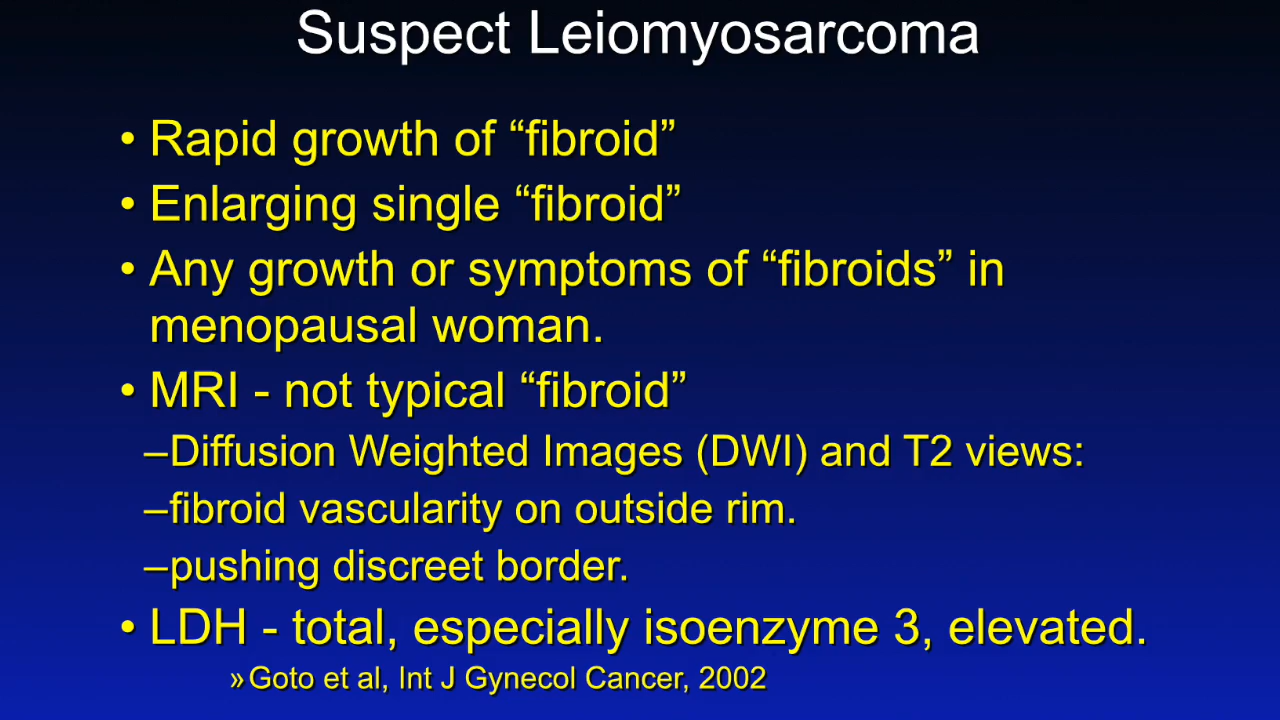 Suspect Leiomyosarcoma
• Rapid growth of “fibroid”
• Enlarging single “fibroid”
• Any growth or symptoms of “fibroids” in
menopausal woman.
• MRI - not typical “fibroid”
–Diffusion Weighted Images (DWI) and T2 views:
–fibroid vascularity on outside rim.
–pushing discreet border.
• LDH - total, especially isoenzyme 3, elevated.
»Goto et al, Int J Gynecol Cancer, 2002